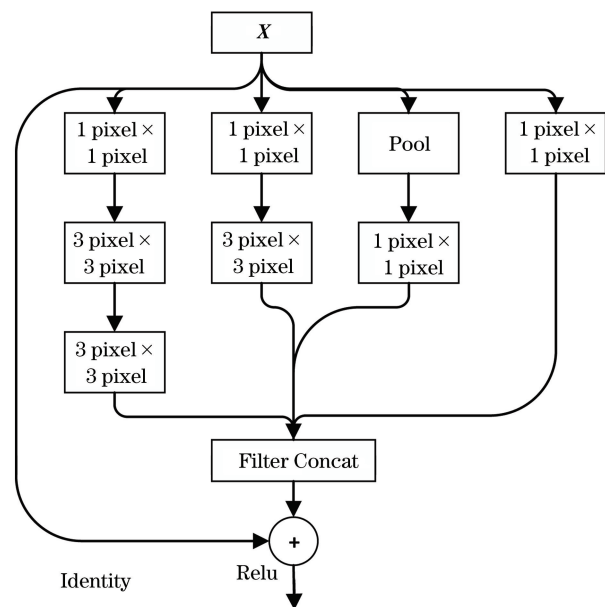 X
1 pixel×
1 pixel
1 pixel×
1 pixel
Pool
1 pixel×
1 pixel
3 pixel×
3 pixel
3 pixel×
3 pixel
1 pixel×
1 pixel
3 pixel×
3 pixel
Filter Concat
+
Identity
Relu